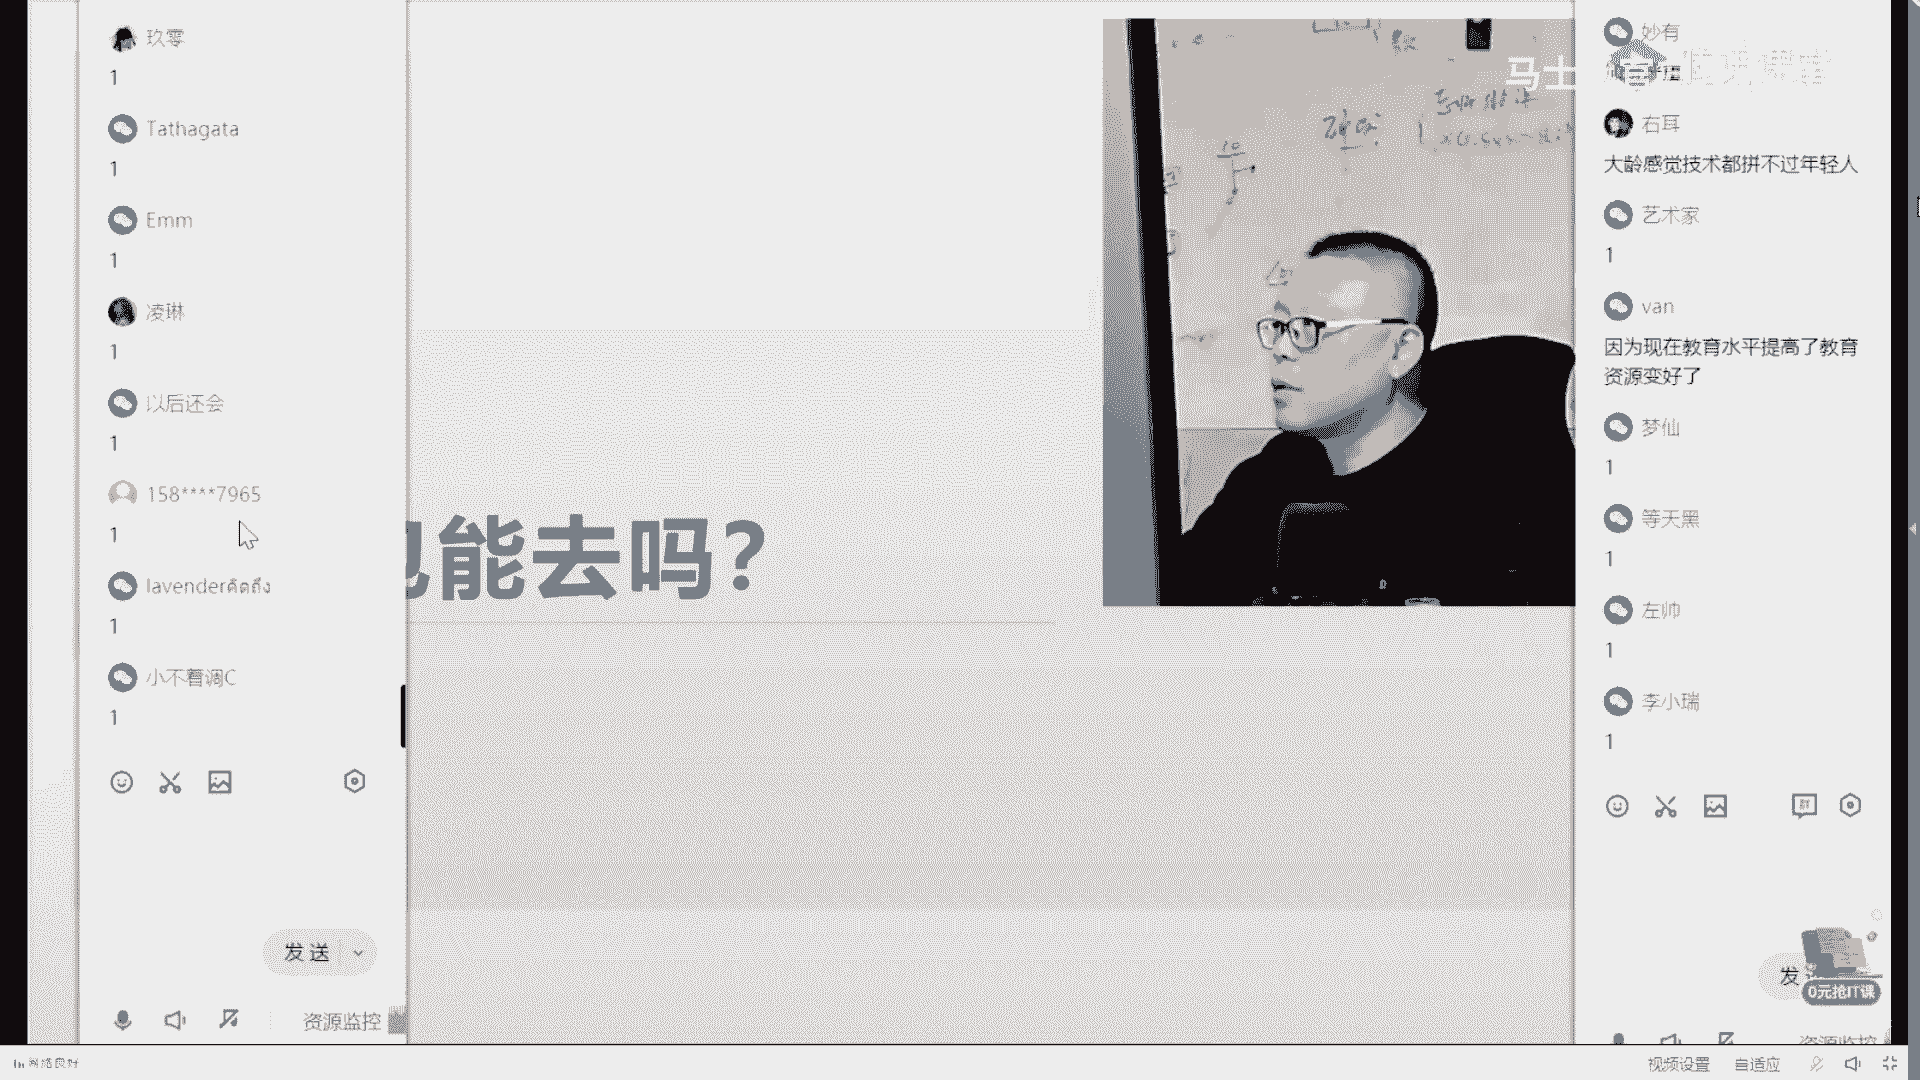 玖零
1
Tathagata
1
Emm
1
凌琳
1
以后还会
1
158****7965
1
lavenderคิดถึง
1
小不着调C
1
发送
资源监控
能去吗?
马士
妙有
右耳
大龄感觉技术都拼不过年轻人
艺术家
1
van
因为现在教育水平提高了教育
资源变好了
梦仙
1
等天黑
1
左帅
1
李小瑞
1
发
0元抢IT课
资源监控
网络良好
视频设置
自适应